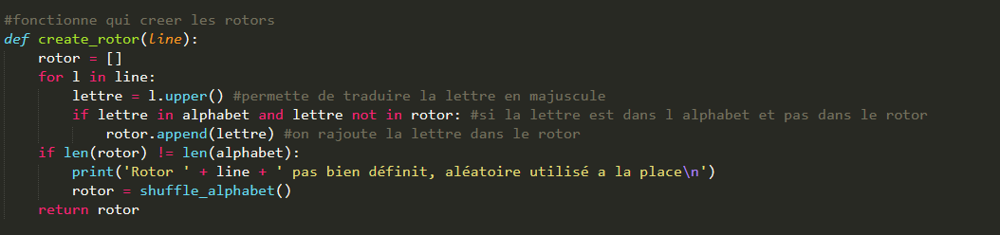 #fonctionne qui creer les rotors
def create_rotor(line):
    rotor = []
    for l in line:
        lettre = l.upper() #permette de traduire la lettre en majuscule
        if lettre in alphabet and lettre not in rotor: #si la lettre est dans l alphabet et pas dans le rotor
            rotor.append(lettre) #on rajoute la lettre dans le rotor
    if len(rotor) != len(alphabet):
        print('Rotor ' + line + ' pas bien définit, aléatoire utilisé a la place\n')
        rotor = shuffle_alphabet()
    return rotor